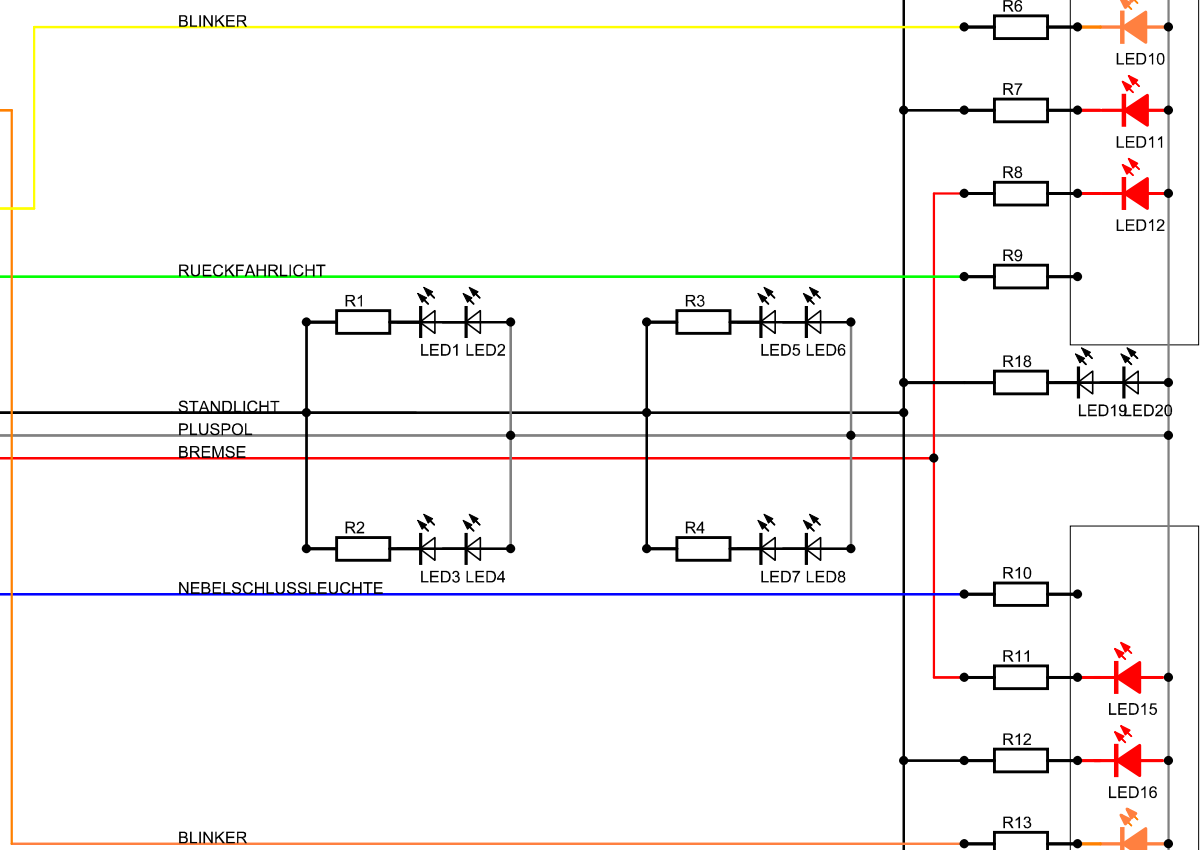 R6
BLINKER
LED10
R7
LED11
R8
LED12
R9
RUECKFAHRLICHT
R1
R3
LED1 LED2
LED5 LED6
R18
STANDLICHT
LED19 LED20
PLUSPOL
BREMSE
R2
R4
LED3 LED4
LED7 LED8
R10
NEBELSCHLUSSLEUCHTE
R11
LED15
R12
LED16
R13
BLINKER